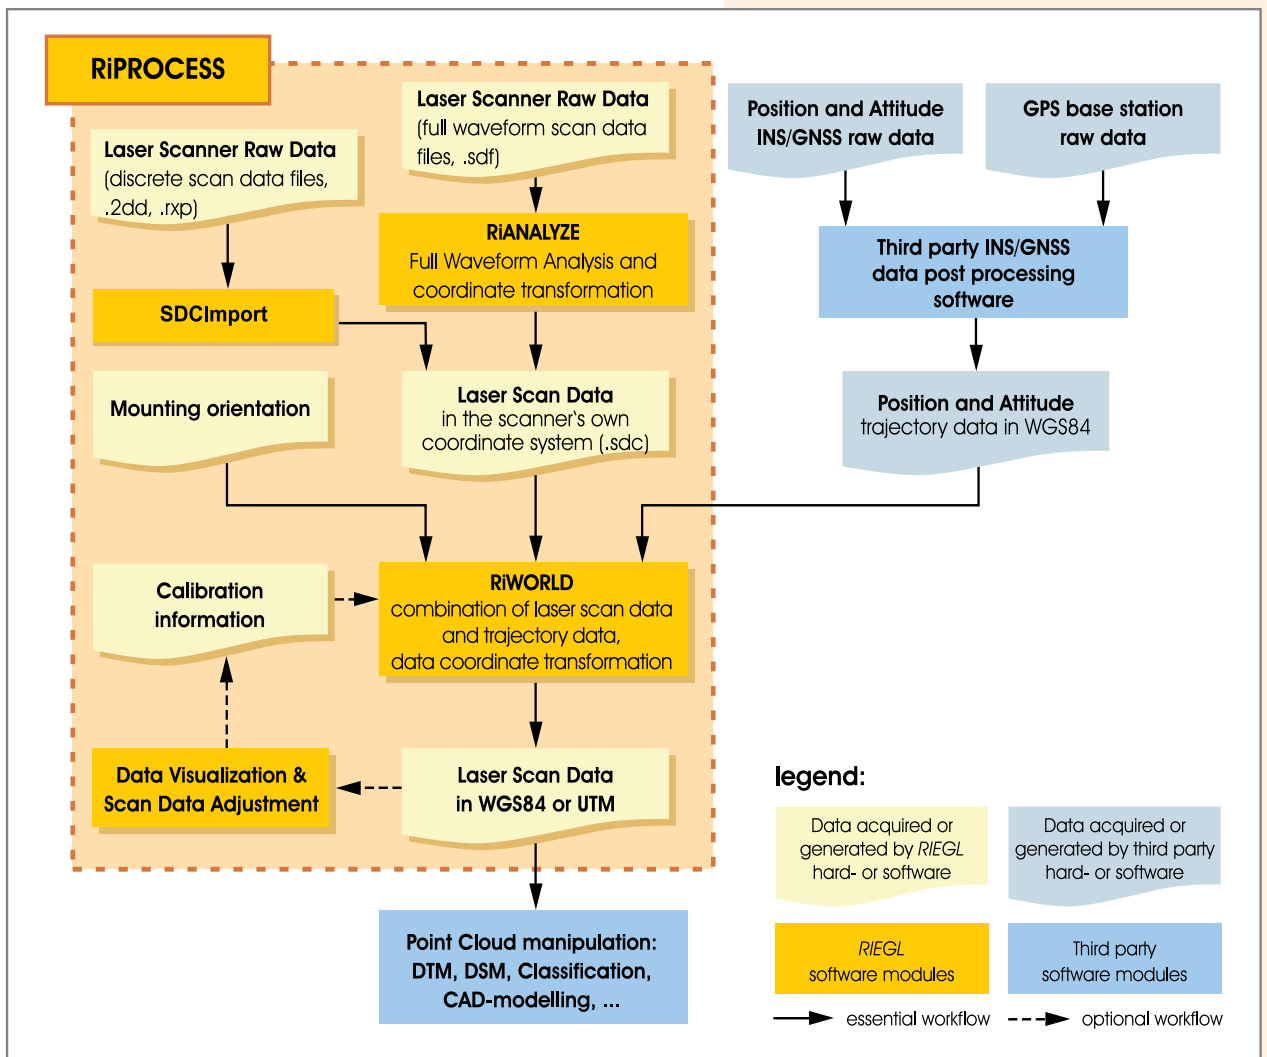 RiPROCESS
Laser Scanner Raw Data
(full waveform scan data
files, .sdf)
Laser Scanner Raw Data
(discrete scan data files,
.2dd, .rxp)
Position and Attitude
INS/GNSS raw data
GPS base station
raw data
RiANALYZE
Full Waveform Analysis and
coordinate transformation
Third party INS/GNSS
data post processing
software
SDCImport
Mounting orientation
Laser Scan Data
in the scanner's own
coordinate system (.sdc)
Position and Attitude
trajectory data in WGS84
Calibration
information
RiWORLD
combination of laser scan data
and trajectory data,
data coordinate transformation
Data Visualization &
Scan Data Adjustment
Laser Scan Data
in WGS84 or UTM
Point Cloud manipulation:
DTM, DSM, Classification,
CAD-modelling, ...
legend:
Data acquired or
generated by RIEGL
hard- or software
Data acquired or
generated by third party
hard- or software
RIEGL
software modules
Third party
software modules
essential workflow
optional workflow